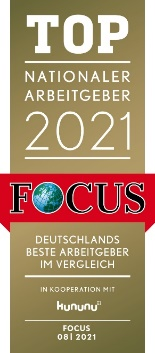 TOP
NATIONALER
ARBEITGEBER
2021
FOCUS
DEUTSCHLANDS
BESTE ARBEITGEBER
IM VERGLEICH
IN KOOPERATION MIT
kununu
FOCUS
08 | 2021